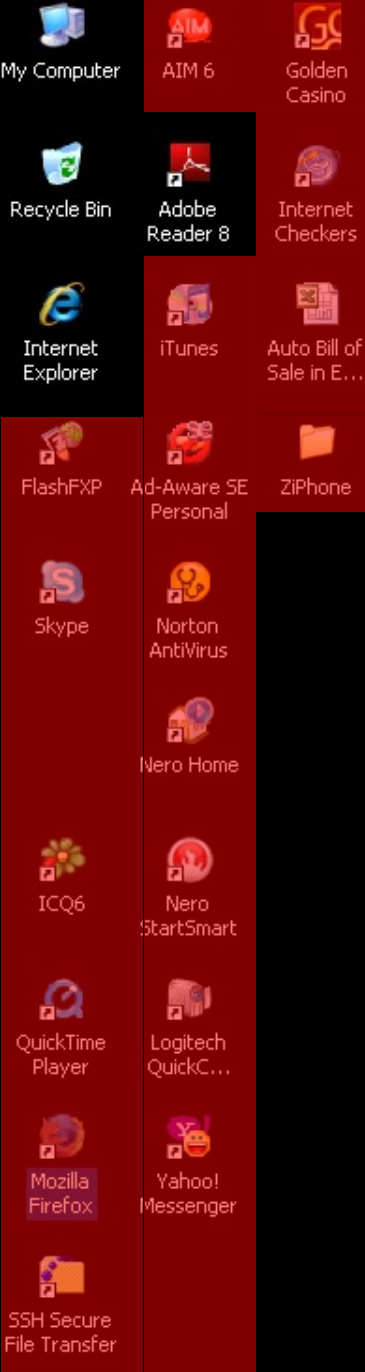 My Computer
AIM 6
Golden
Casino
Recycle Bin
Adobe
Reader 8
Internet
Checkers
Internet
Explorer
iTunes
Auto Bill of
Sale in E...
FlashFXP
Ad-Aware SE
Personal
ZiPhone
Skype
Norton
AntiVirus
Nero Home
ICQ6
Nero
StartSmart
QuickTime
Player
Logitech
QuickC...
Mozilla
Firefox
Yahoo!
Messenger
SSH Secure
File Transfer